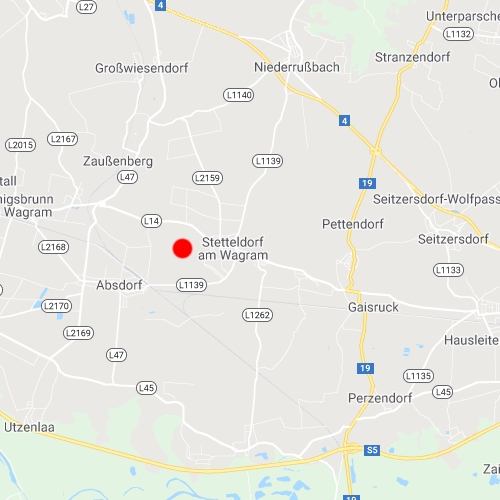 L27
4
Unterparsche
L1132
Stranzendorf
Großwiesendorf
Niederrußbach
L1140
4
L2167
L2015
Zaußenberg
L1139
L47
L2159
19
tall
nigsbrunn
Wagram
Seitzersdorf-Wolfpass
L14
Pettendorf
Stetteldorf
am Wagram
Seitzersdorf
L2168
L1133
Absdorf
L1139
L2170
Gaisruck
L1262
L2169
Hausleite
L47
19
L1135
L45
L45
Perzendorf
Utzenlaa
S5
Zai
19